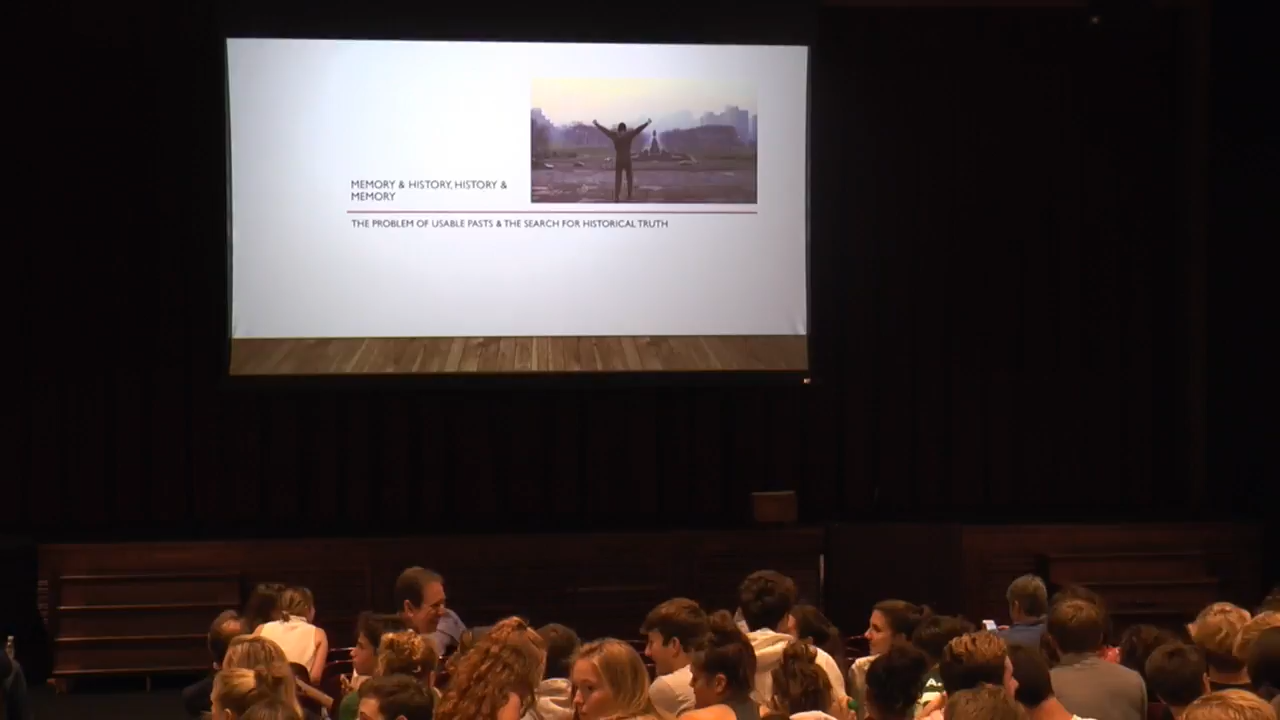 MEMORY & HISTORY, HISTORY &
MEMORY
THE PROBLEM OF USABLE PASTS & THE SEARCH FOR HISTORICAL TRUTH